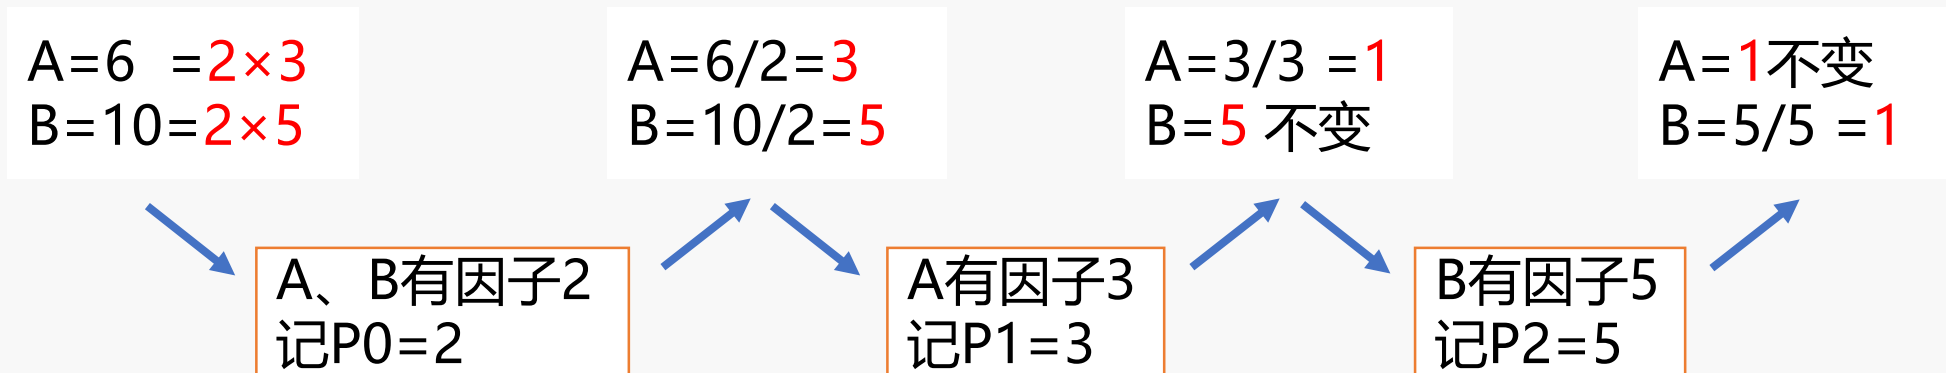 A=6 =2×3
B=10=2×5
A、B有因子2
记P0=2
A=6/2=3
B=10/2=5
A有因子3
记P1=3
A=3/3 =1
B=5 不变
B有因子5
记P2=5
A=1不变
B=5/5 =1